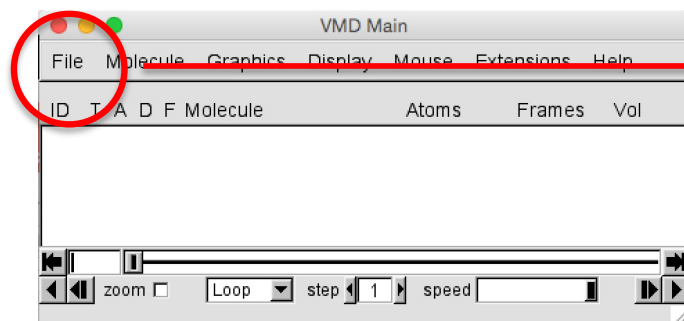 VMD Main
File Molecule Graphics Display Mouse Extensions Help
ID T A D F Molecule Atoms Frames Vol
zoom Loop step 1 speed